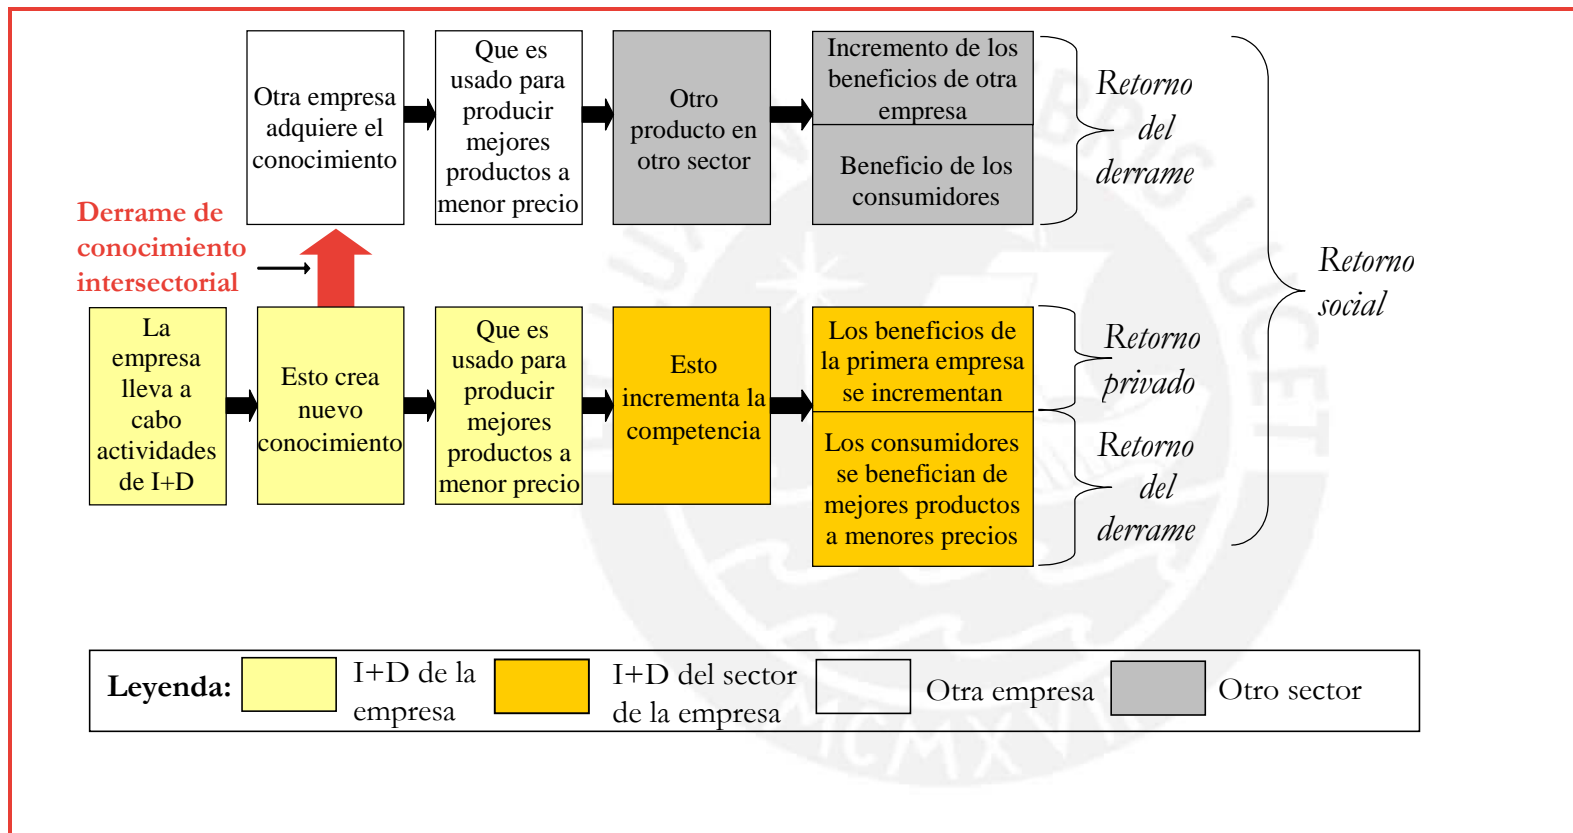 Otra empresa
adquiere el
conocimiento
Que es
usado para
producir
mejores
productos a
menor precio
Otro
producto en
otro sector
Incremento de los
beneficios de otra
empresa
Beneficio de los
consumidores
Retorno
del
derrame
Derrame de
conocimiento
intersectorial
Retorno
social
La
empresa
lleva a
cabo
actividades
de I+D
Esto crea
nuevo
conocimiento
Que es
usado para
producir
mejores
productos a
menor precio
Esto
incrementa la
competencia
Los beneficios de
la primera empresa
se incrementan
Los consumidores
se benefician de
mejores productos
a menores precios
Retorno
privado
Retorno
del
derrame
Leyenda:
I+D de la
empresa
I+D del sector
de la empresa
Otra empresa
Otro sector